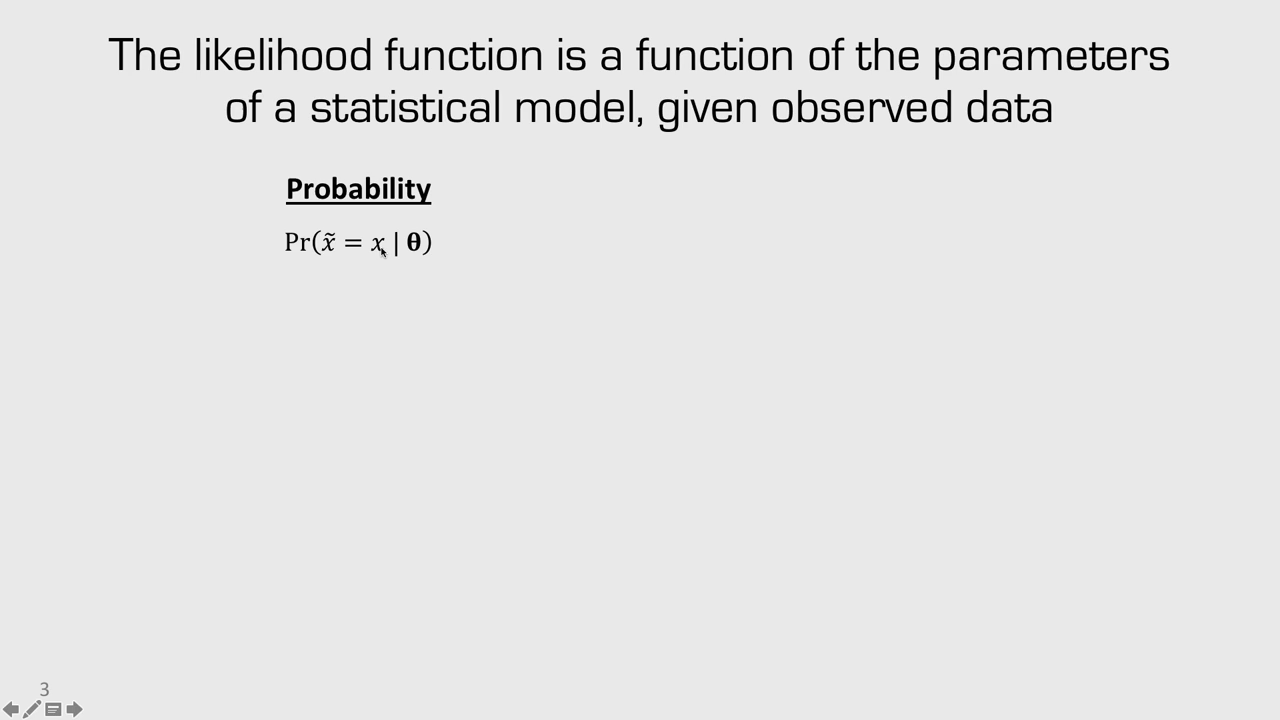 The likelihood function is a function of the parameters
of a statistical model, given observed data
Probability
Pr(x̃ = x | θ)
3